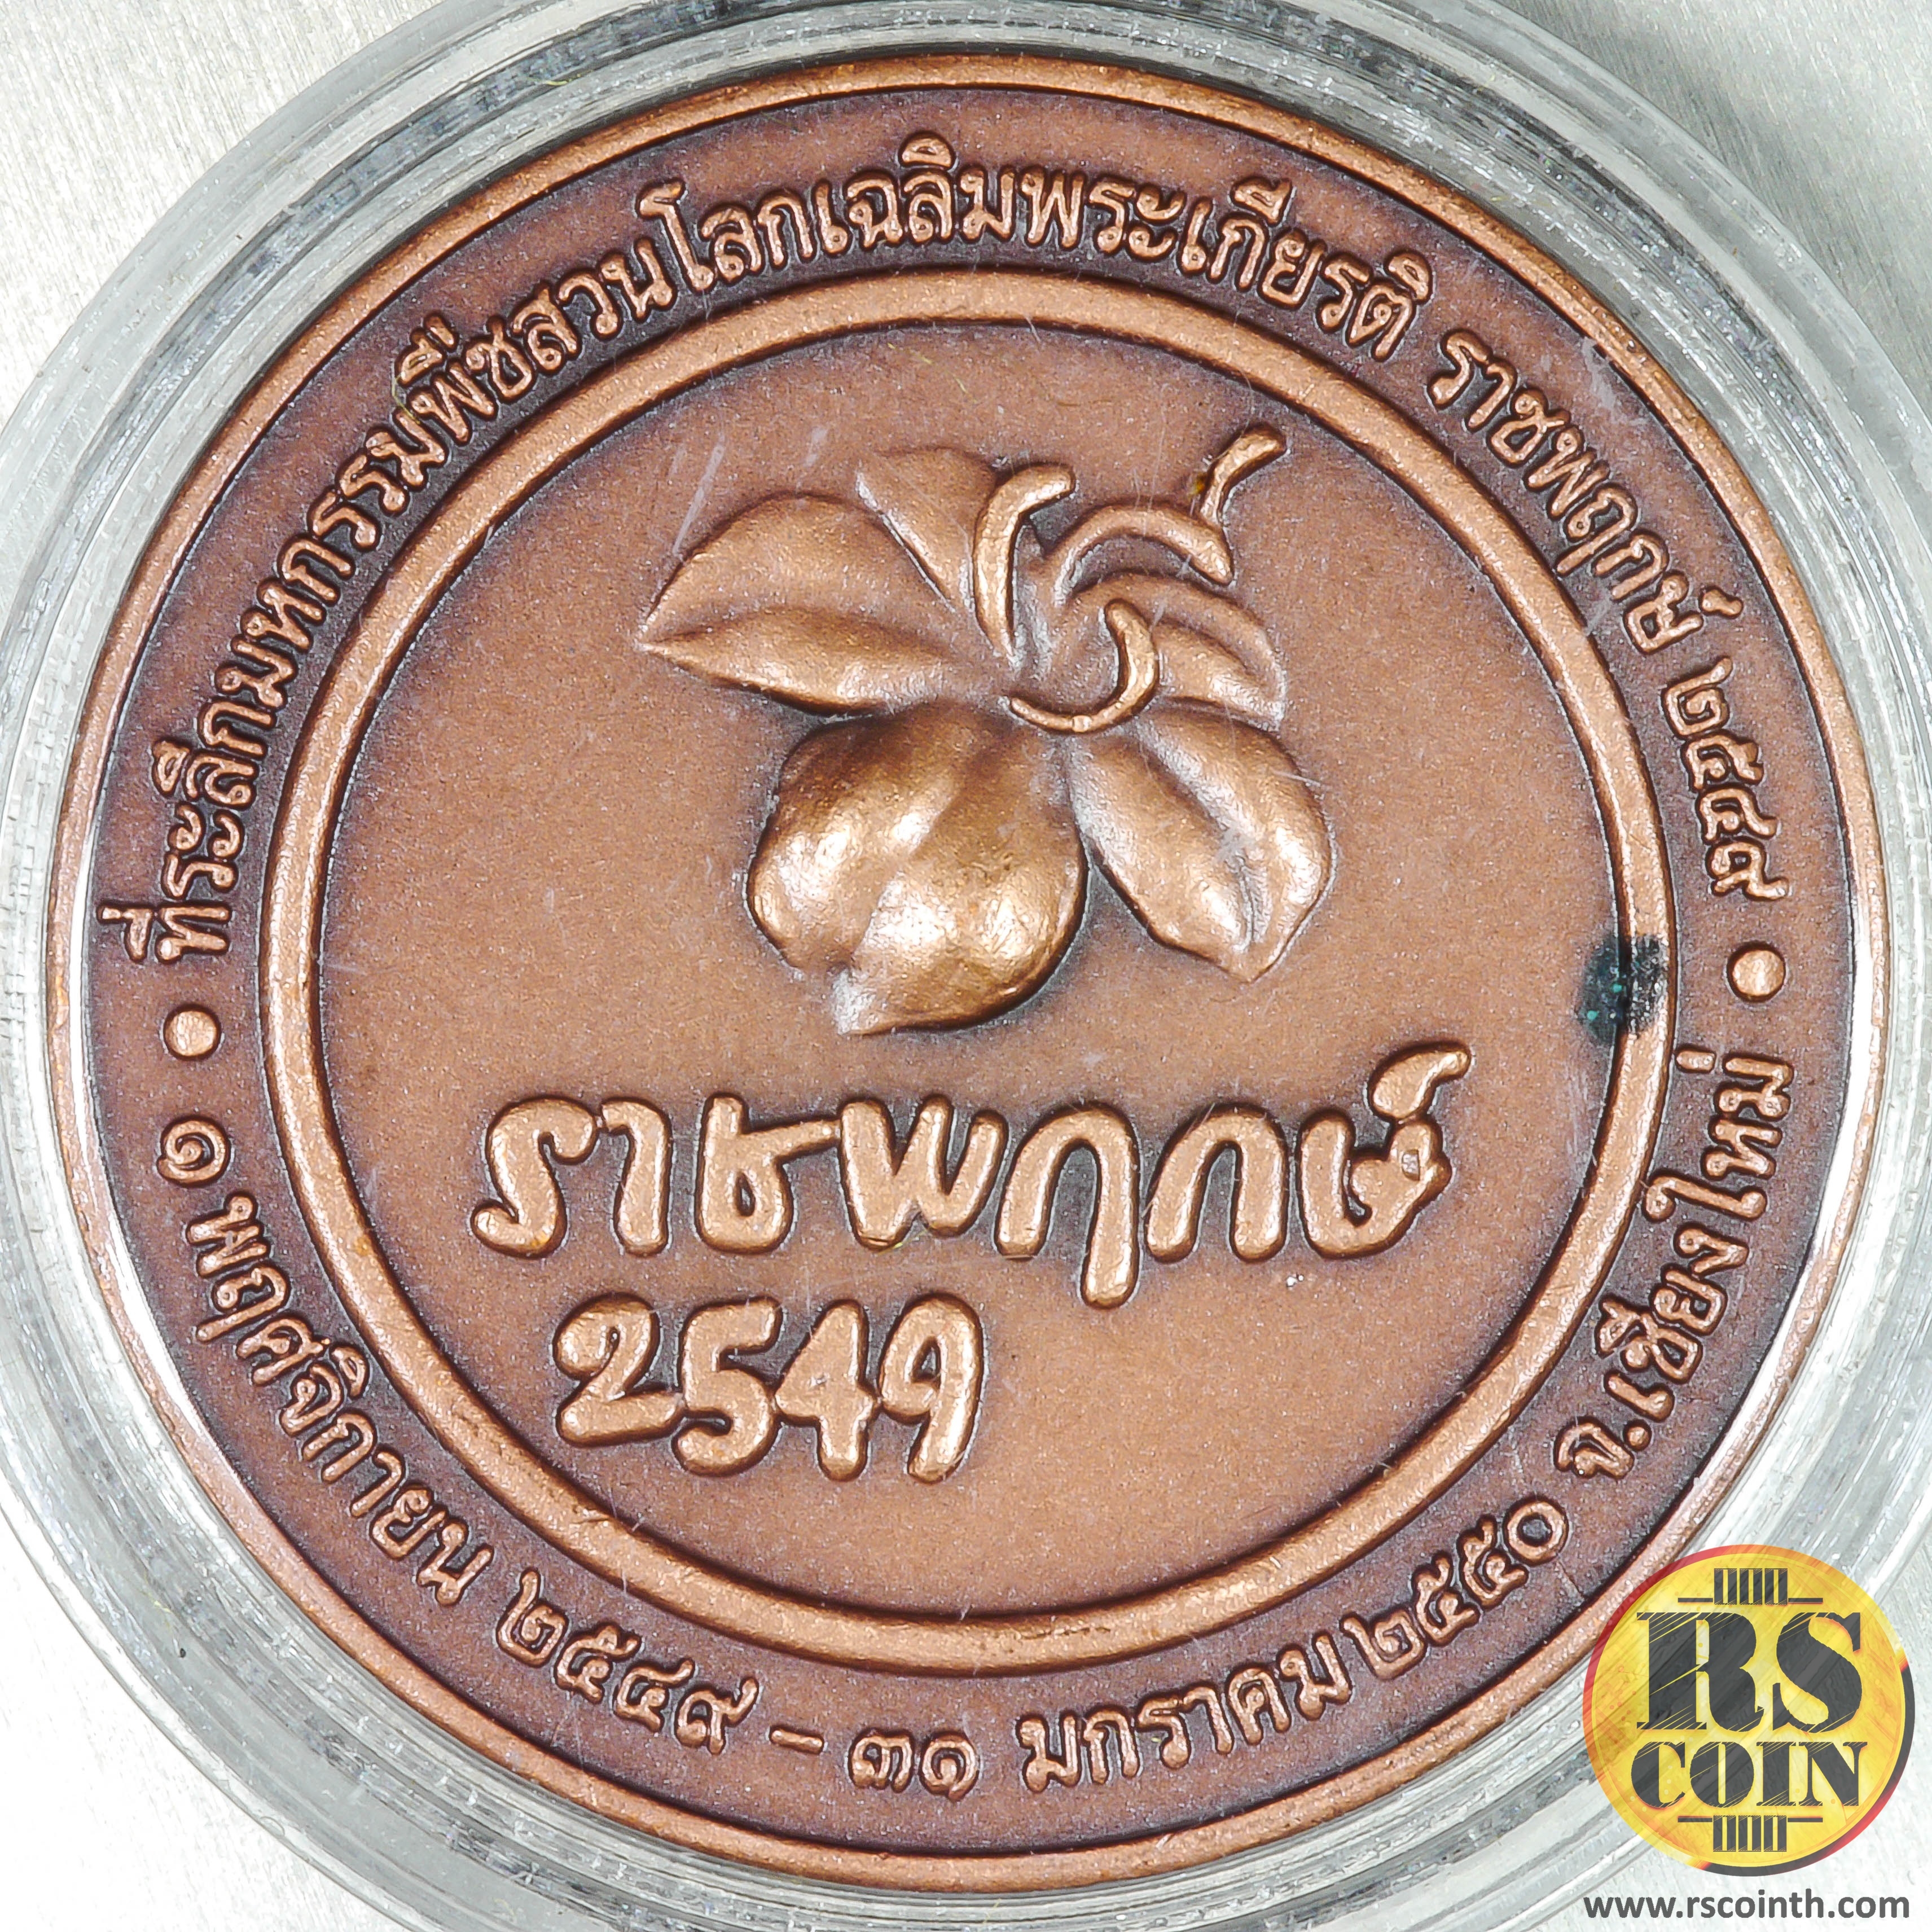 ที่ระลึกมหกรรมพืชสวนโลกเฉลิมพระเกียรติ ราชพฤกษ์ ๒๕๔๙
ราชพฤกษ์
2549
๑ พฤศจิกายน ๒๕๔๙ - ๓๑ มกราคม ๒๕๕๐ จ.เชียงใหม่
RS
COIN
www.rscointh.com